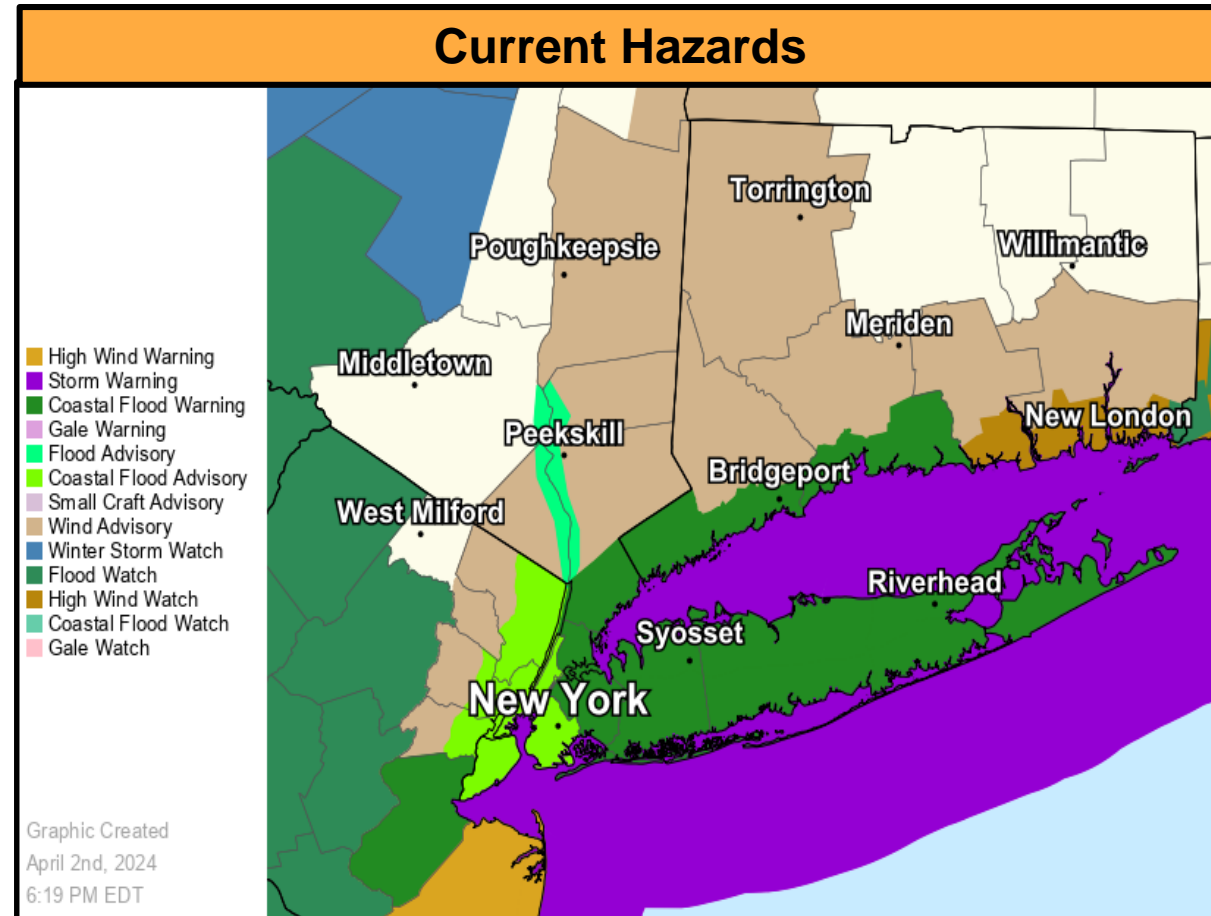 Current Hazards
High Wind Warning
Storm Warning
Coastal Flood Warning
Gale Warning
Flood Advisory
Coastal Flood Advisory
Small Craft Advisory
Wind Advisory
Winter Storm Watch
Flood Watch
High Wind Watch
Coastal Flood Watch
Gale Watch
Graphic Created
April 2nd, 2024
6:19 PM EDT
Torrington
Poughkeepsie
Willimantic
Meriden
Middletown
New London
Peekskill
Bridgeport
West Milford
Riverhead
Syosset
New York